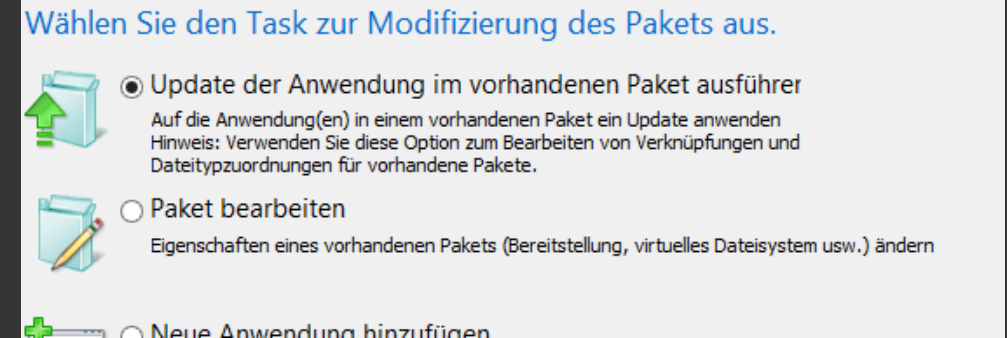 Wählen Sie den Task zur Modifizierung des Pakets aus.
Update der Anwendung im vorhandenen Paket ausführer
Auf die Anwendung(en) in einem vorhandenen Paket ein Update anwenden
Hinweis: Verwenden Sie diese Option zum Bearbeiten von Verknüpfungen und
Dateitypzuordnungen für vorhandene Pakete.
Paket bearbeiten
Eigenschaften eines vorhandenen Pakets (Bereitstellung, virtuelles Dateisystem usw.) ändern
Neue Anwendung hinzufügen